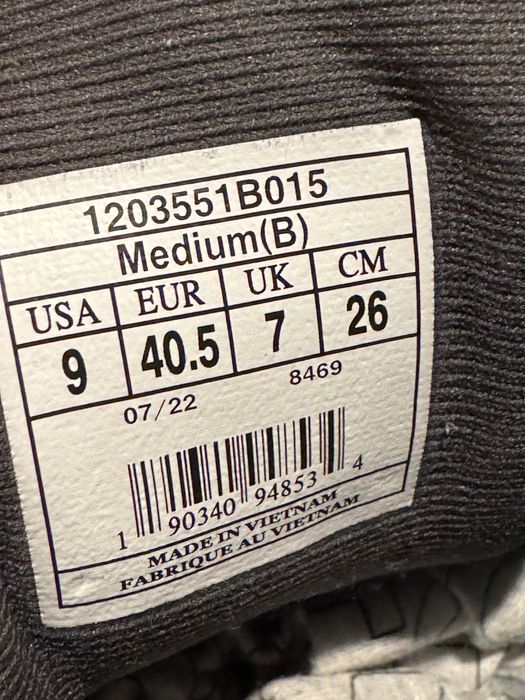 1203551B015
Medium(B)
USA EUR UK CM
9 40.5 7 26
07/22 8469
1 90340 94853 4
MADE IN VIETNAM
FABRIQUE AU VIETNAM